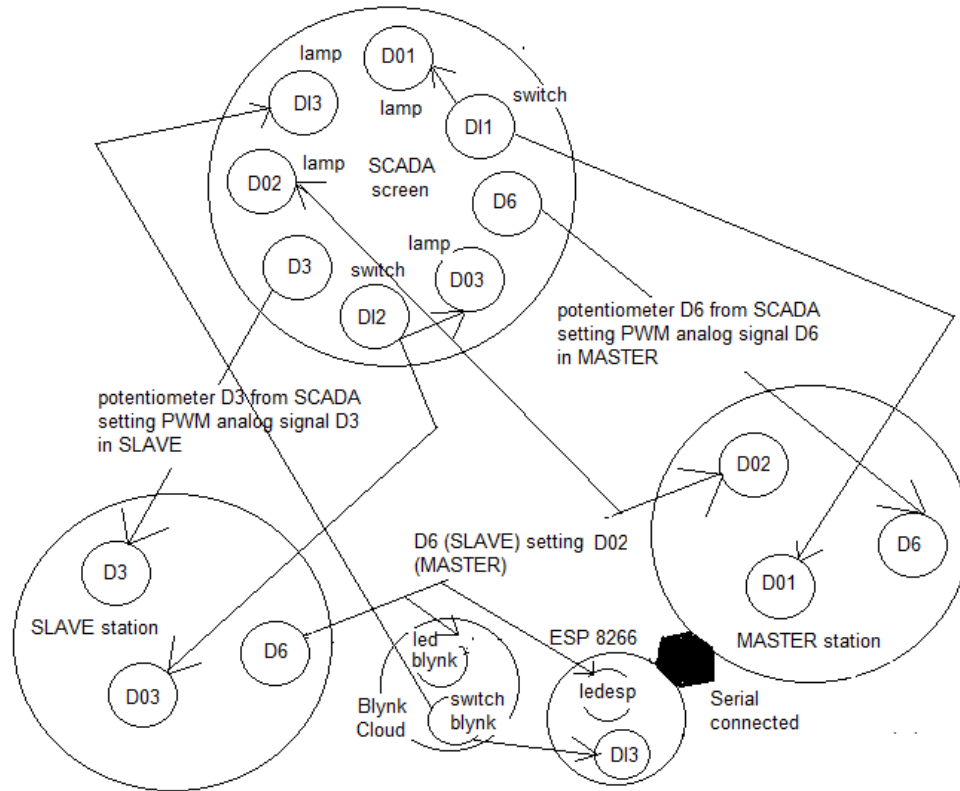 lamp
D01
DI3
lamp
switch
DI1
lamp
D02
SCADA
screen
D6
D3
lamp
switch
D03
DI2
potentiometer D6 from SCADA
setting PWM analog signal D6
in MASTER
potentiometer D3 from SCADA
setting PWM analog signal D3
in SLAVE
D02
D6
D01
MASTER station
D6 (SLAVE) setting D02
(MASTER)
D3
SLAVE station
D6
D03
led
blynk
switch
blynk
Blynk
Cloud
ESP 8266
ledesp
DI3
Serial
connected